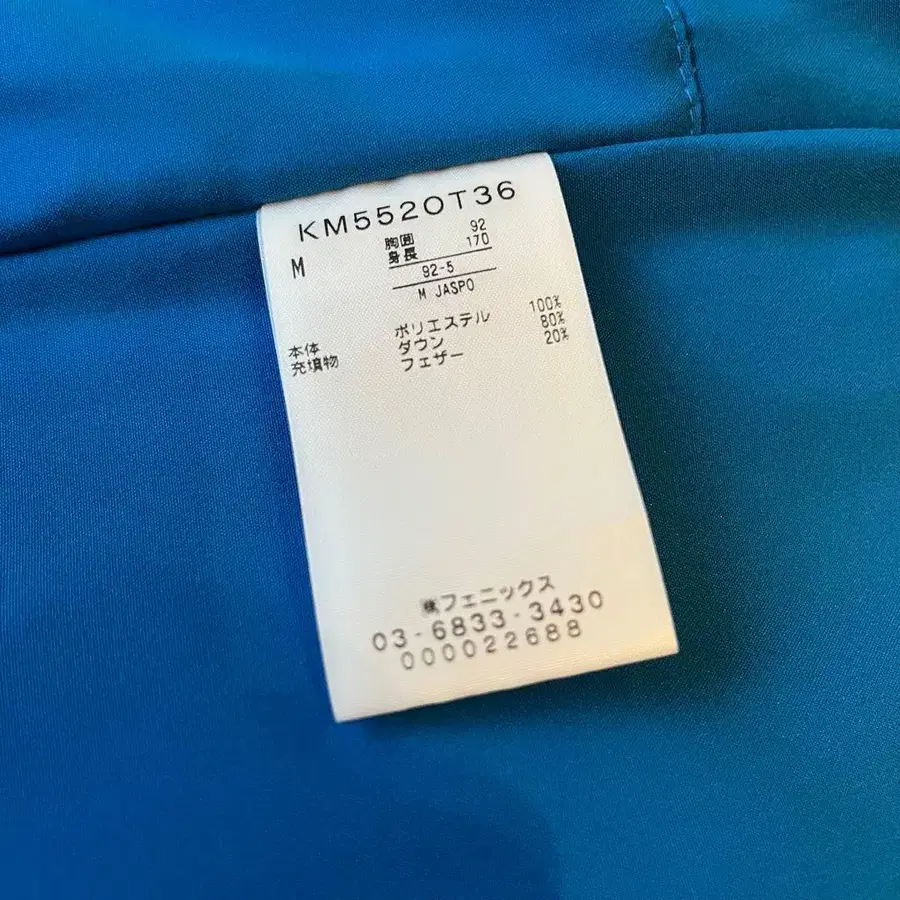 KM552OT36
M 胸囲 92
身長 170
92-5
M JASPO
本体 ポリエステル 100%
充填物 ダウン 80%
フェザー 20%
㈱フェニックス
03-6833-3430
000022688